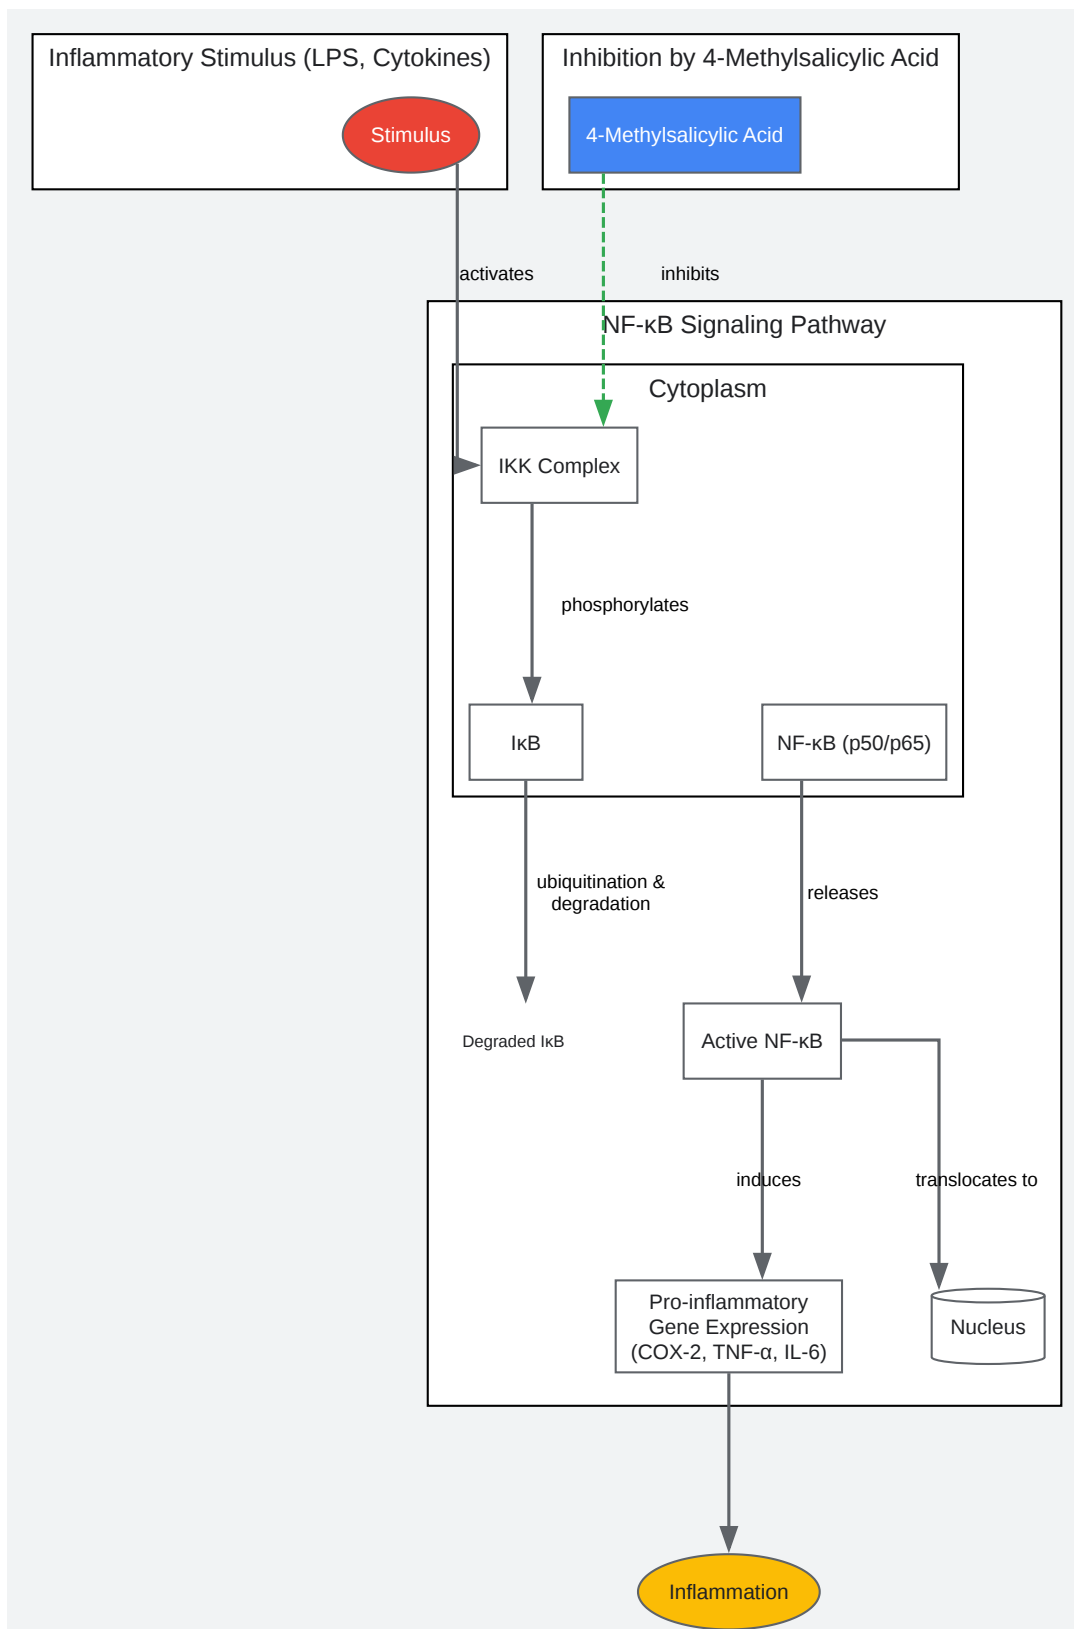 Inflammatory Stimulus (LPS, Cytokines)
Stimulus
Inhibition by 4-Methylsalicylic Acid
4-Methylsalicylic Acid
activates
inhibits
NF-κB Signaling Pathway
Cytoplasm
IKK Complex
phosphorylates
IκB
NF-κB (p50/p65)
ubiquitination &
degradation
releases
Degraded IκB
Active NF-κB
induces
translocates to
Pro-inflammatory
Gene Expression
(COX-2, TNF-α, IL-6)
Nucleus
Inflammation